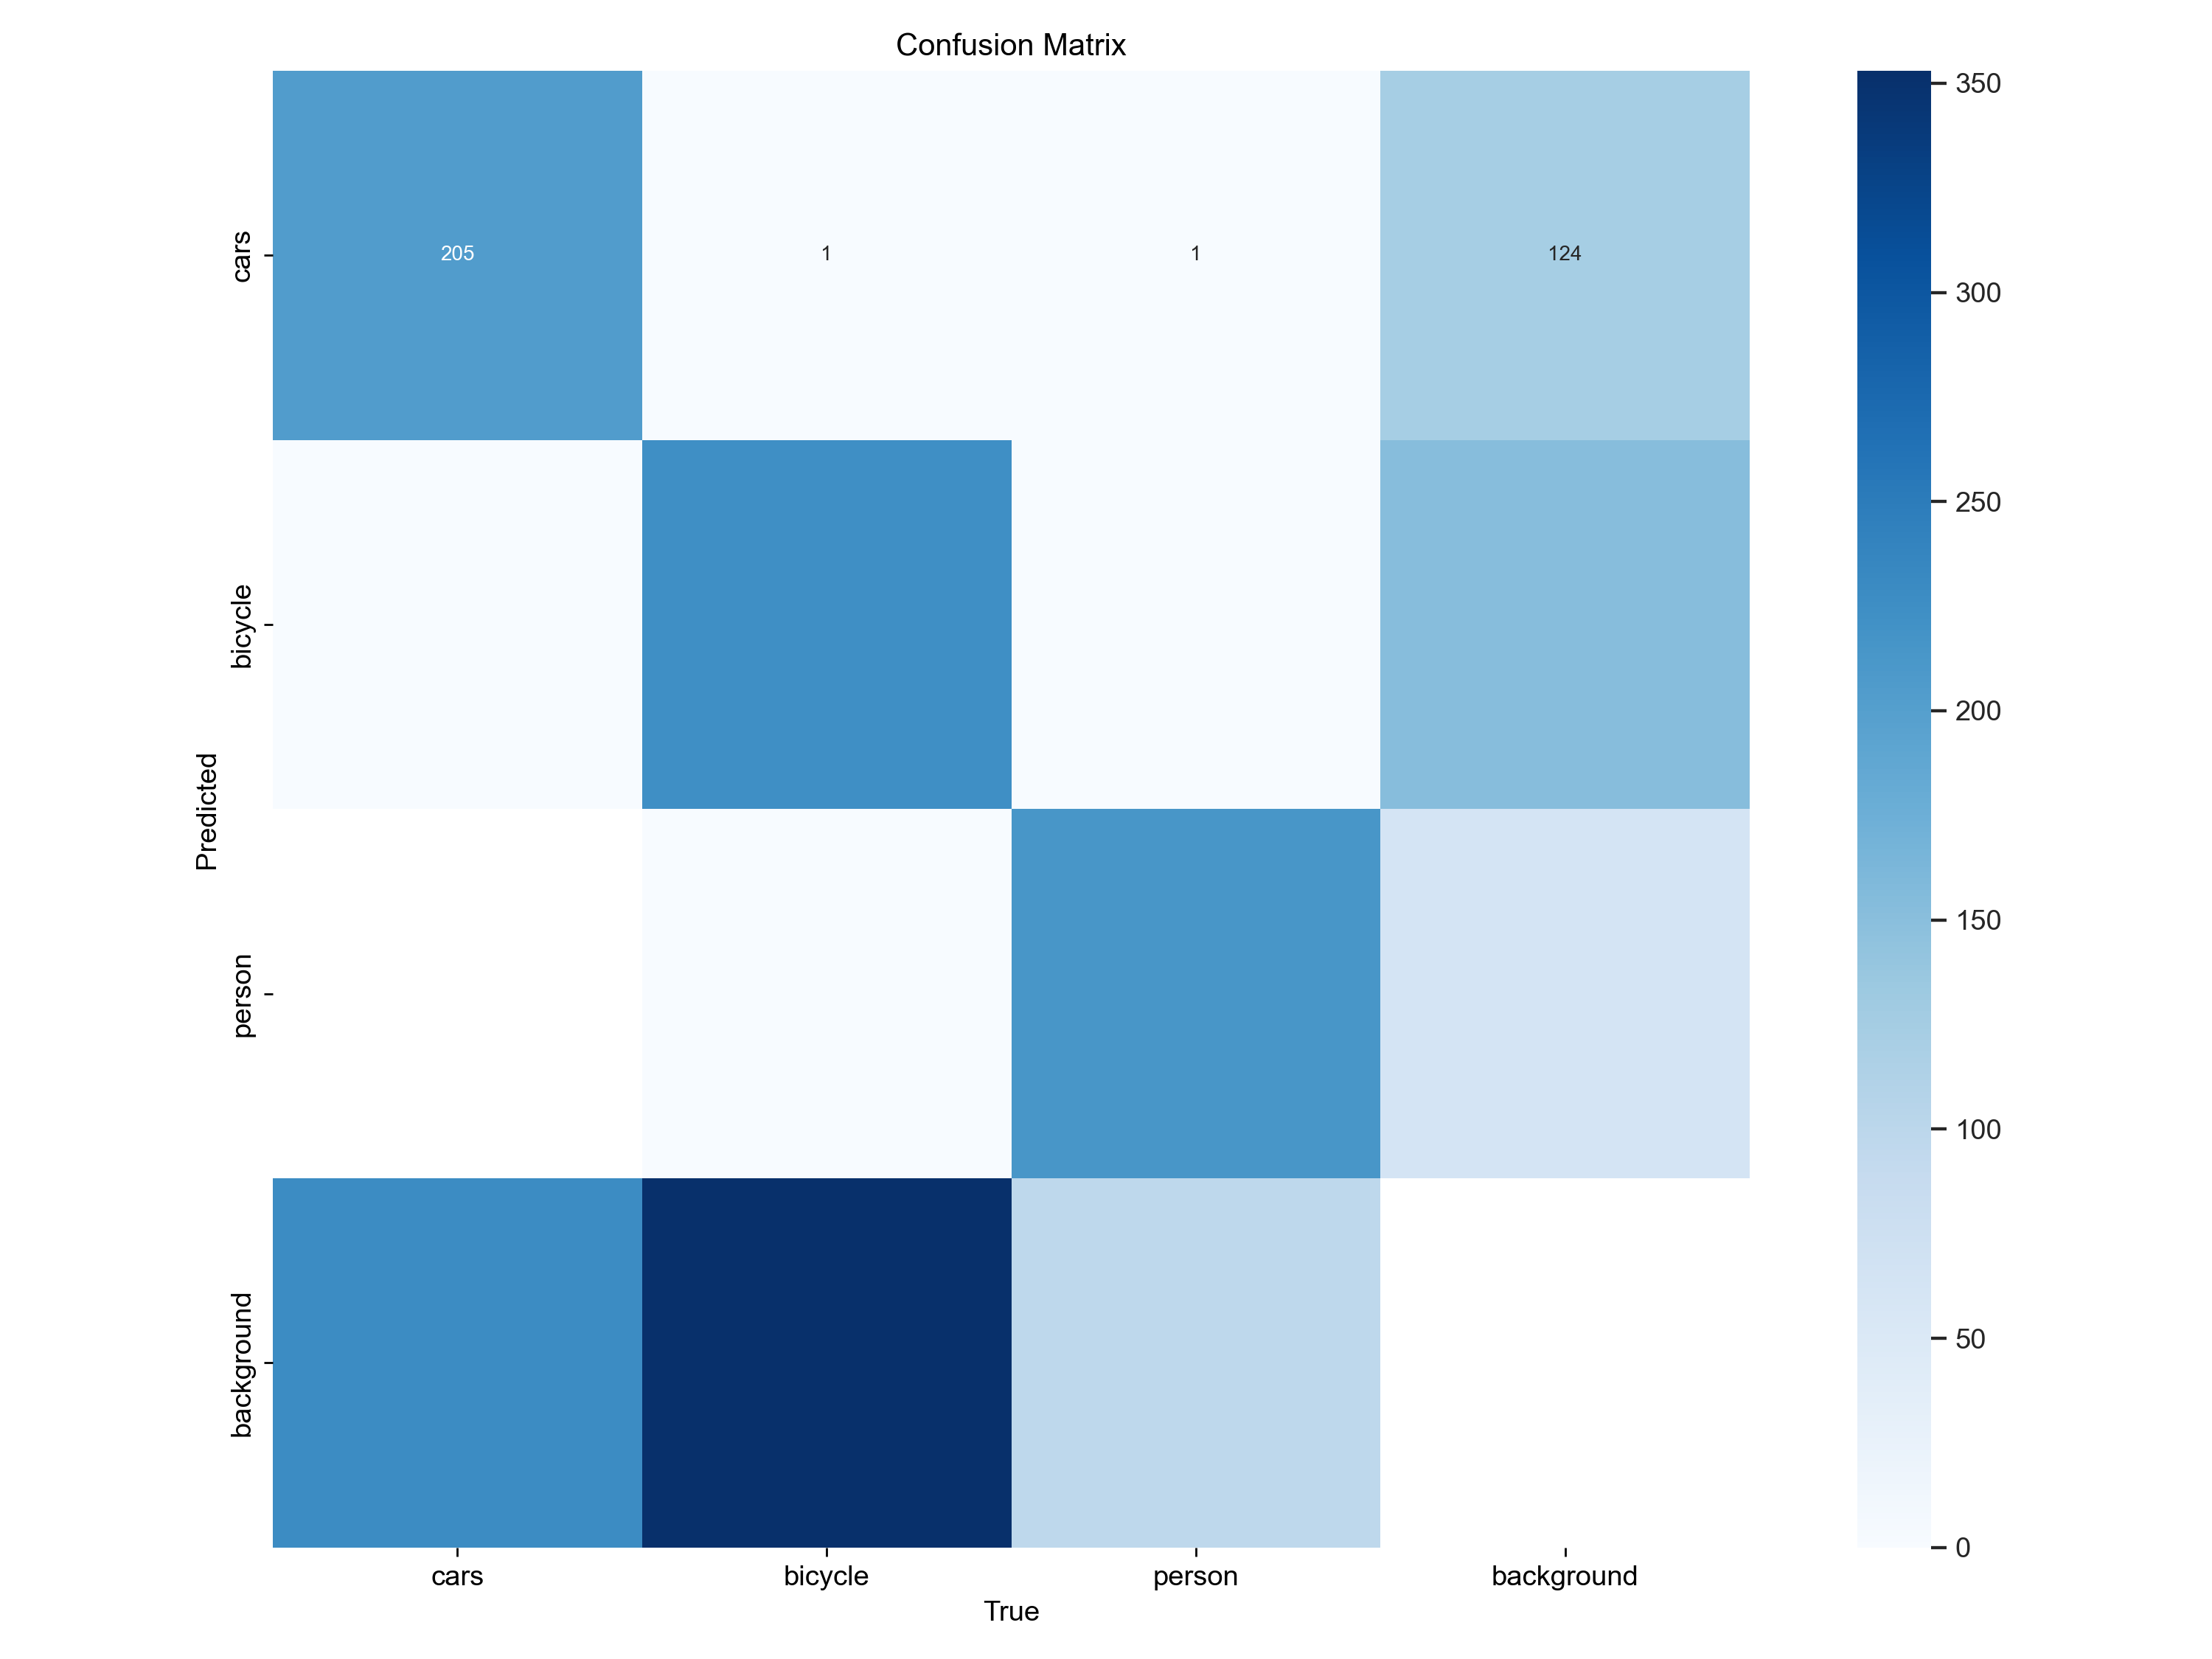 Confusion Matrix
cars
205
1
1
124
bicycle
person
background
Predicted
cars
bicycle
person
background
True
350
300
250
200
150
100
50
0